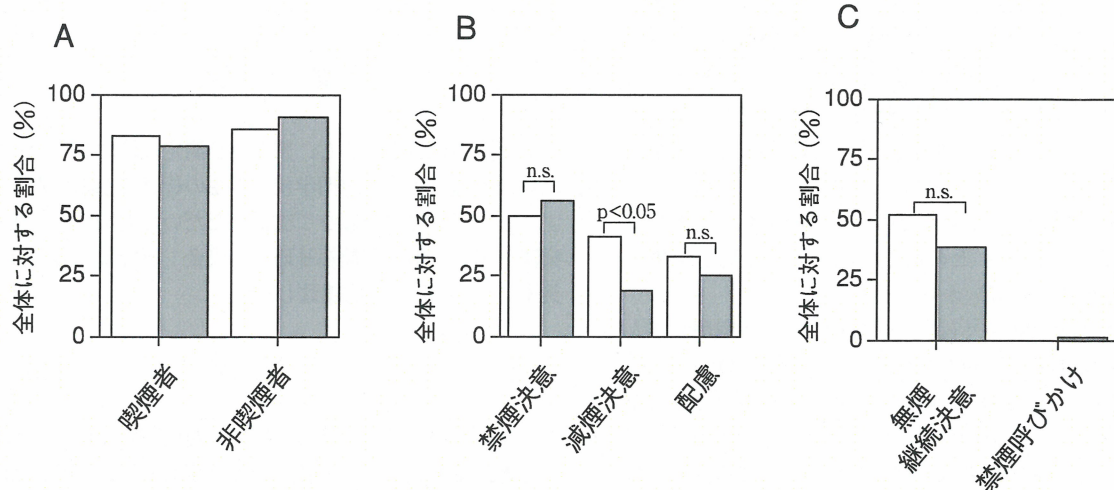 A
全体に対する割合（%）
100
75
50
25
0
喫煙者
非喫煙者
B
全体に対する割合（%）
100
75
50
25
0
n.s.
p<0.05
n.s.
禁煙決意
減煙決意
配慮
C
全体に対する割合（%）
100
75
50
25
0
n.s.
無煙
継続決意
禁煙呼びかけ